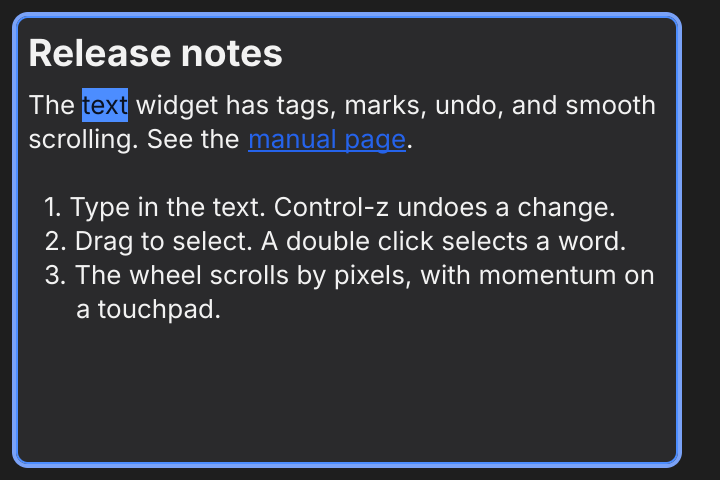 Release notes
The text widget has tags, marks, undo, and smooth
scrolling. See the manual page.
1. Type in the text. Control-z undoes a change.
2. Drag to select. A double click selects a word.
3. The wheel scrolls by pixels, with momentum on
a touchpad.